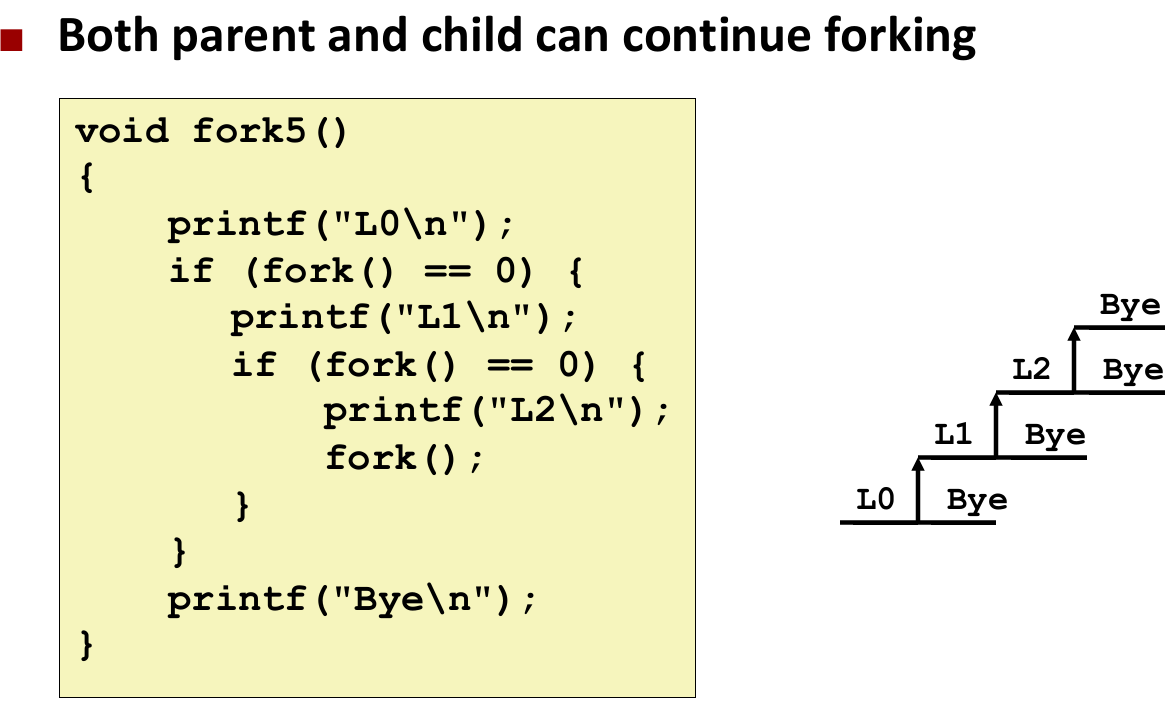 Both parent and child can continue forking
void fork5()
{
    printf("L0\n");
    if (fork() == 0) {
        printf("L1\n");
        if (fork() == 0) {
            printf("L2\n");
            fork();
        }
    }
    printf("Bye\n");
}
Bye
L2 Bye
L1 Bye
L0 Bye